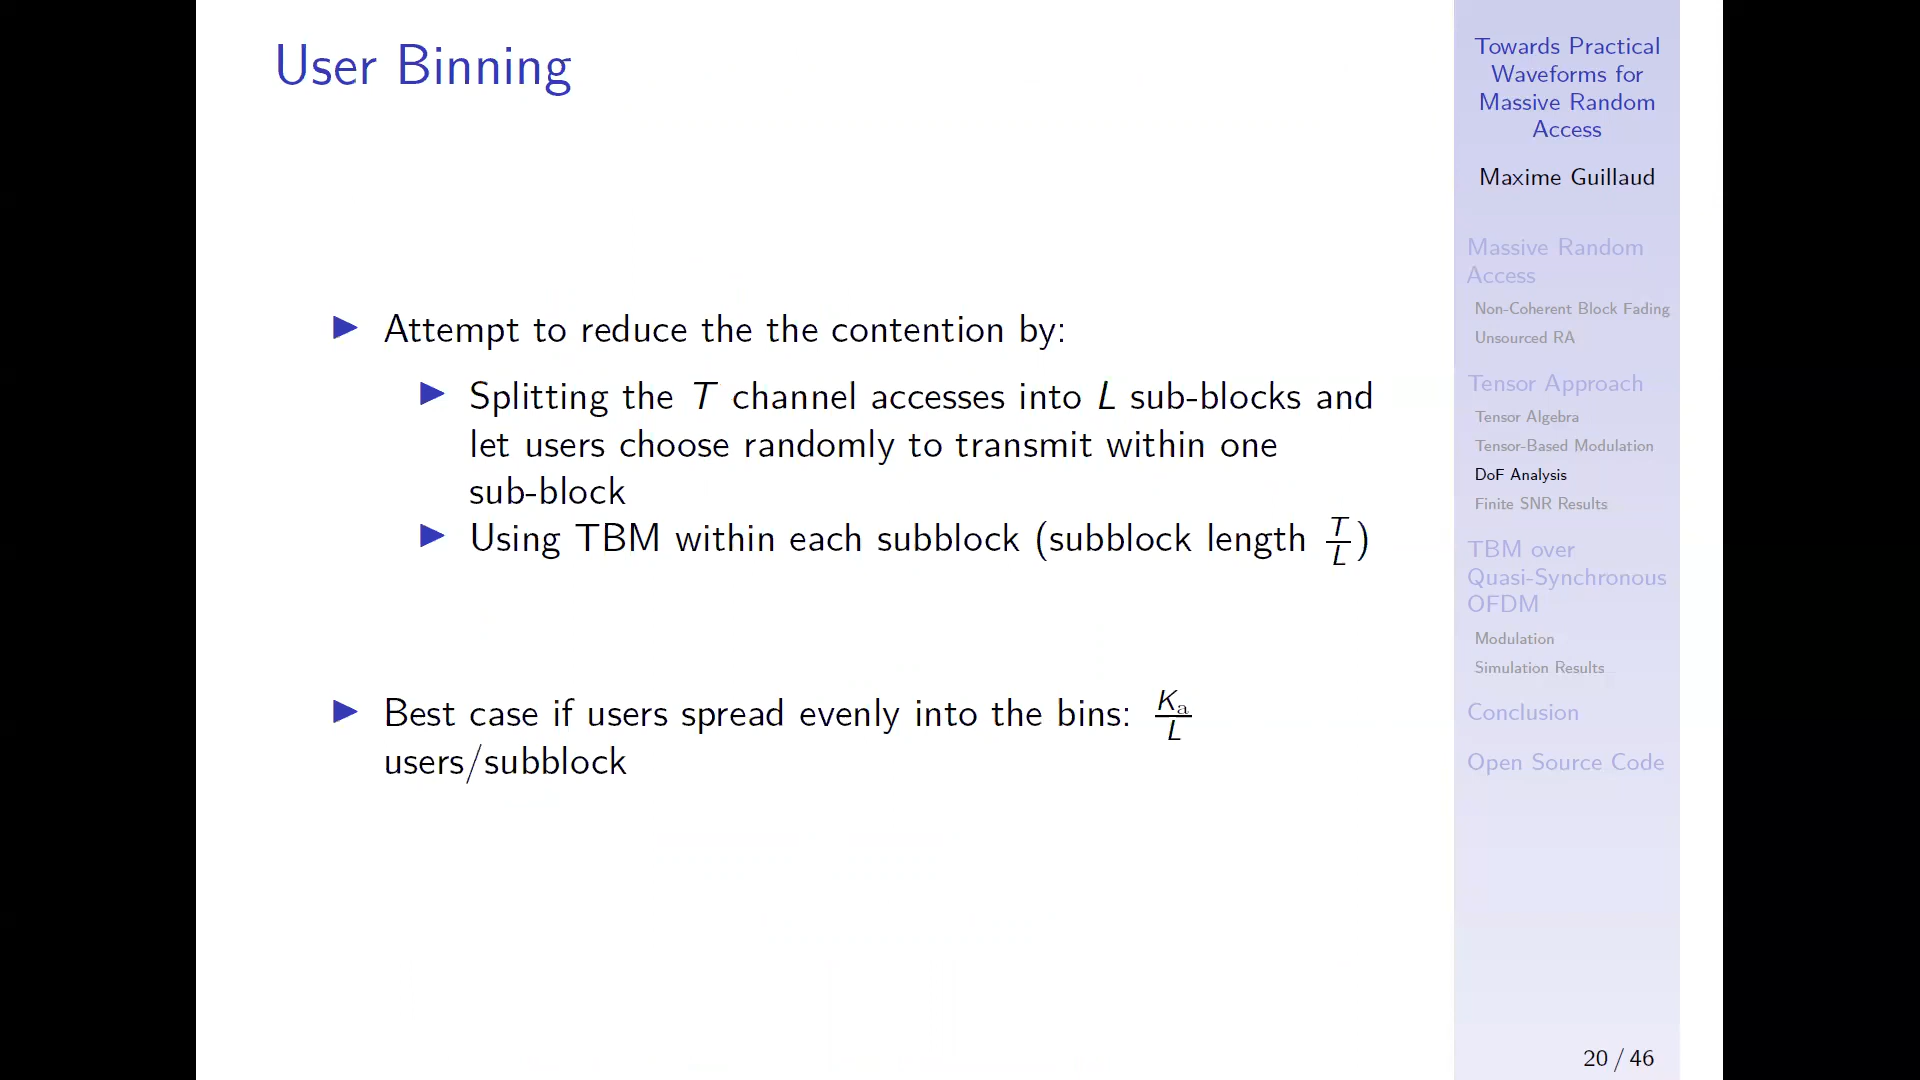 User Binning
▶ Attempt to reduce the the contention by:
▶ Splitting the T channel accesses into L sub-blocks and
let users choose randomly to transmit within one
sub-block
▶ Using TBM within each subblock (subblock length T/L)
▶ Best case if users spread evenly into the bins: Kₐ/L
users/subblock
Towards Practical
Waveforms for
Massive Random
Access
Maxime Guillaud
Massive Random
Access
Non-Coherent Block Fading
Unsourced RA
Tensor Approach
Tensor Algebra
Tensor-Based Modulation
DoF Analysis
Finite SNR Results
TBM over
Quasi-Synchronous
OFDM
Modulation
Simulation Results
Conclusion
Open Source Code
20 / 46